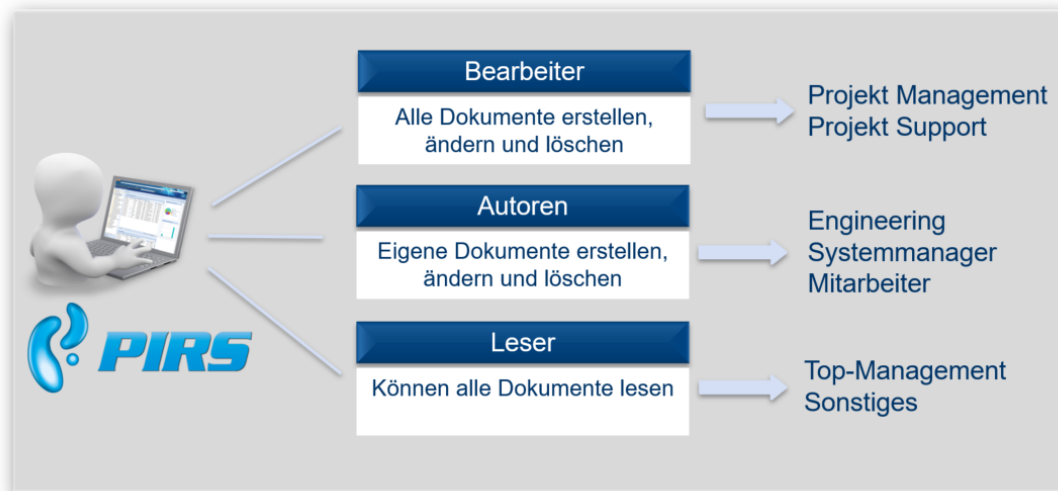 Bearbeiter
Alle Dokumente erstellen,
ändern und löschen
Projekt Management
Projekt Support
Autoren
Eigene Dokumente erstellen,
ändern und löschen
Engineering
Systemmanager
Mitarbeiter
PIRS
Leser
Können alle Dokumente lesen
Top-Management
Sonstiges